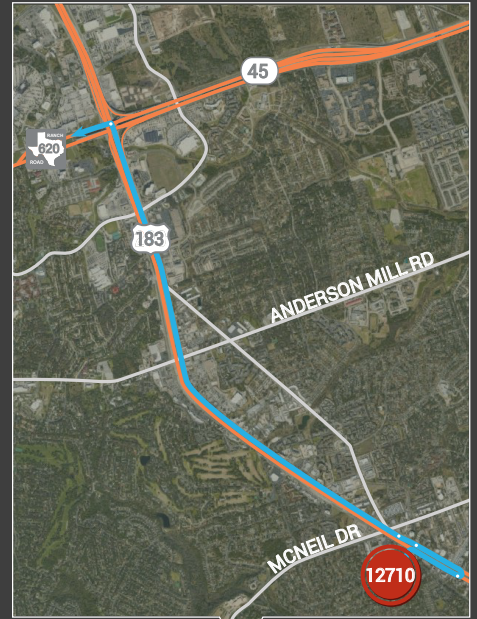 45
RANCH
620
ROAD
183
ANDERSON MILL RD
MCNEIL DR
12710